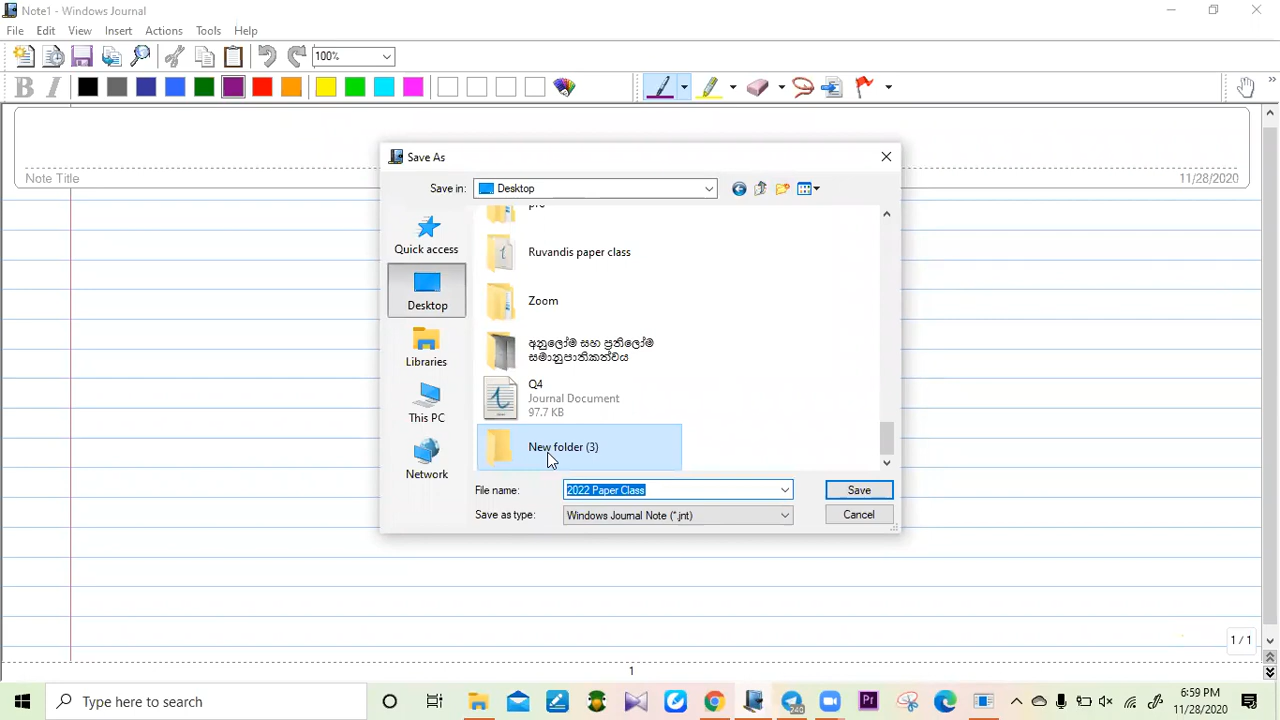 Note1 - Windows Journal
File Edit View Insert Actions Tools Help
100%
B I
Note Title
11/28/2020
Save As
Save in: Desktop
Quick access
Desktop
Libraries
This PC
Network
pro
Ruvandis paper class
Zoom
අනුලෝම සහ ප්‍රතිලෝම
සමානුපාතිකත්වය
Q4
Journal Document
97.7 KB
New folder (3)
File name: 2022 Paper Class Save
Save as type: Windows Journal Note (*.jnt) Cancel
1 / 1
1
Type here to search
240
Pr
6:59 PM
11/28/2020